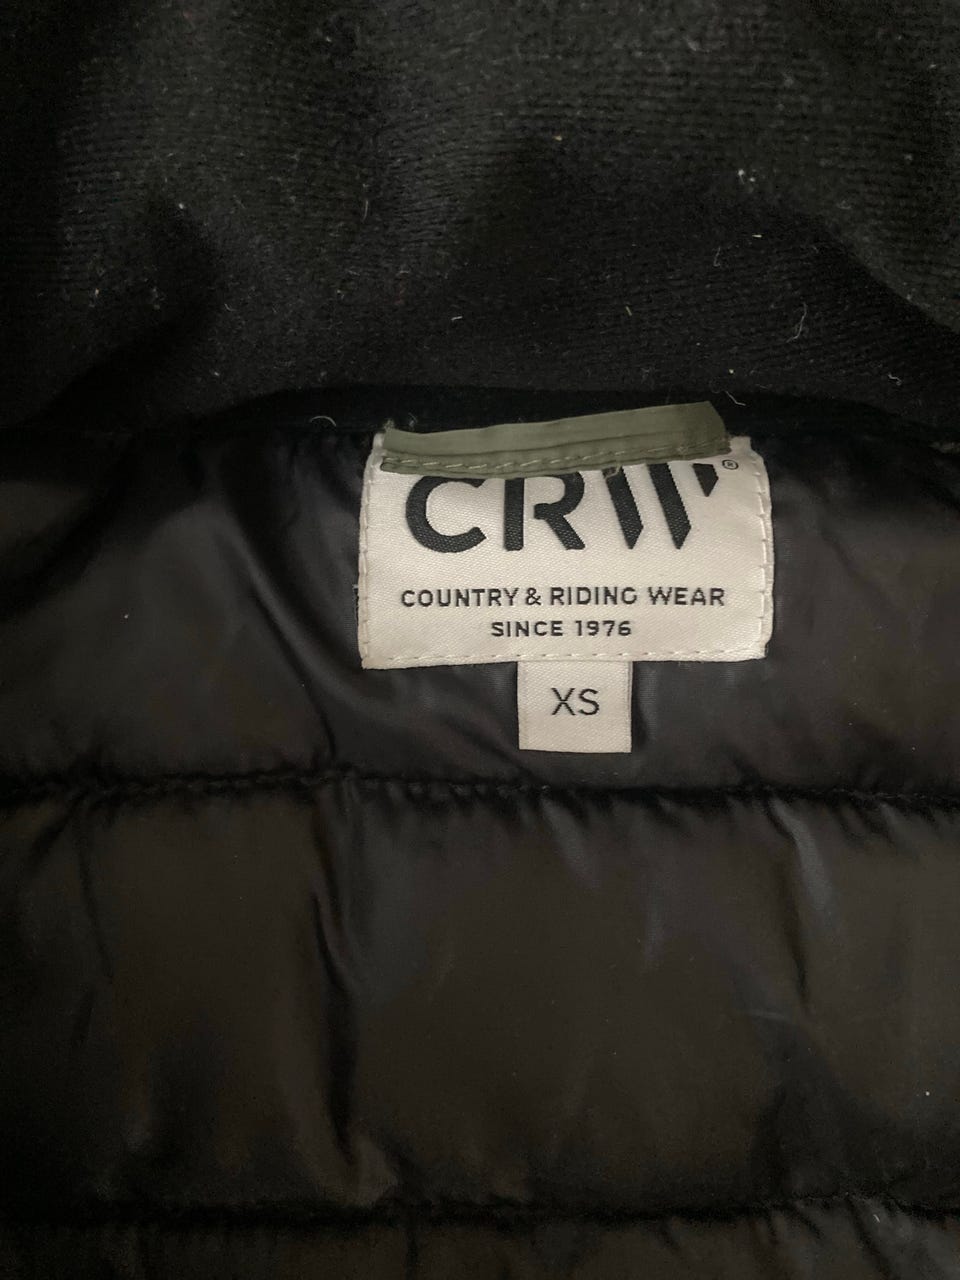 CRW®
COUNTRY & RIDING WEAR
SINCE 1976
XS